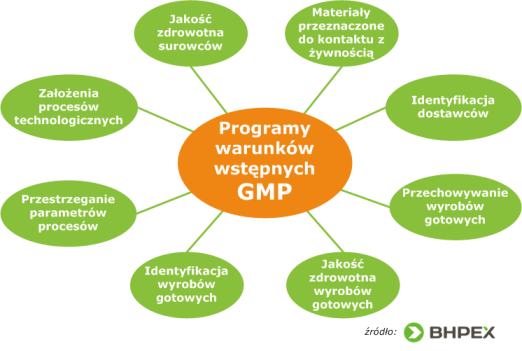 Jakość
zdrowotna
surowców
Materiały
przeznaczone
do kontaktu z
żywnością
Założenia
procesów
technologicznych
Identyfikacja
dostawców
Programy
warunków
wstępnych
GMP
Przestrzeganie
parametrów
procesów
Przechowywanie
wyrobów
gotowych
Identyfikacja
wyrobów
gotowych
Jakość
zdrowotna
wyrobów
gotowych
źródło:
BHPEX